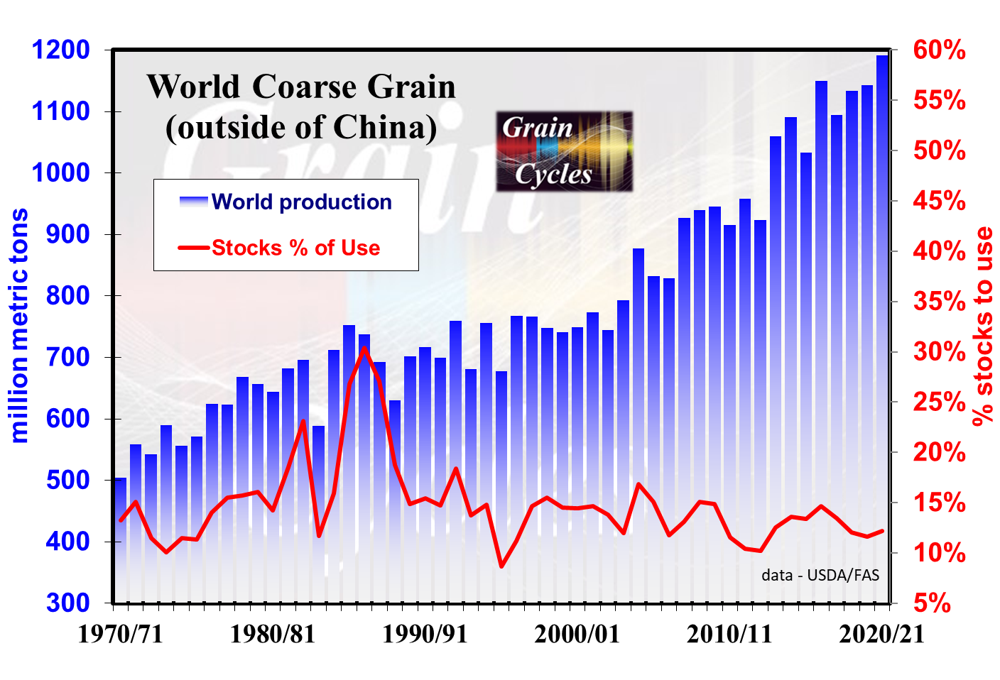 World Coarse Grain
(outside of China)
Grain
Cycles
World production
Stocks % of Use
million metric tons
1200
1100
1000
900
800
700
600
500
400
300
60%
55%
50%
45%
40%
35%
30%
25%
20%
15%
10%
5%
% stocks to use
data - USDA/FAS
1970/71 1980/81 1990/91 2000/01 2010/11 2020/21